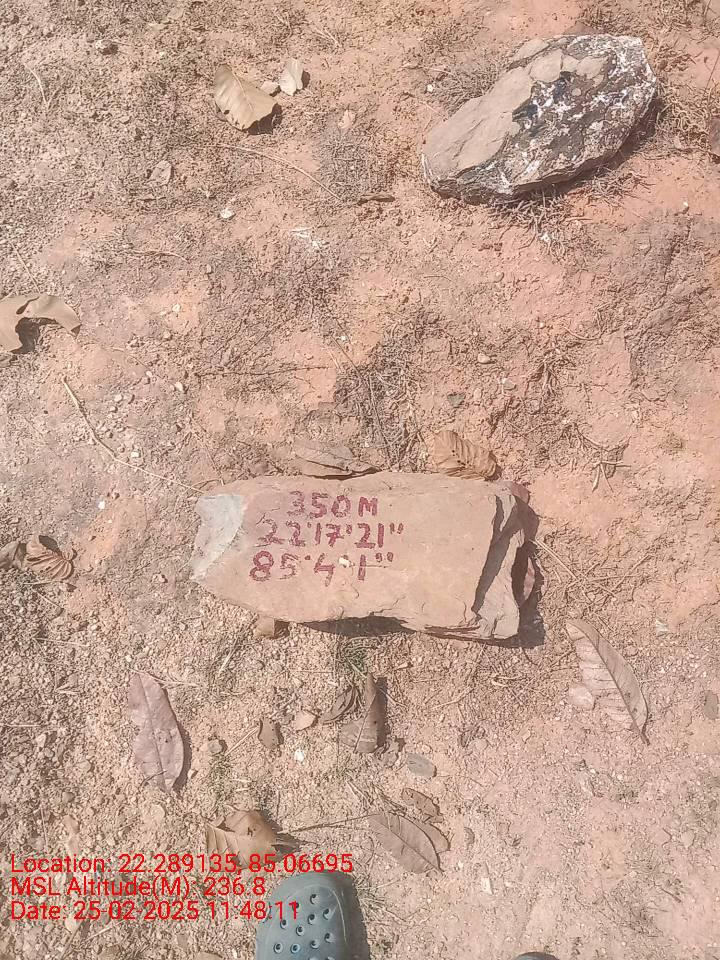 350 M
22°17'21"
85°4'1"
Location: 22.289135, 85.06695
MSL Altitude(M): 236.8
Date: 25-02-2025 11:48:11